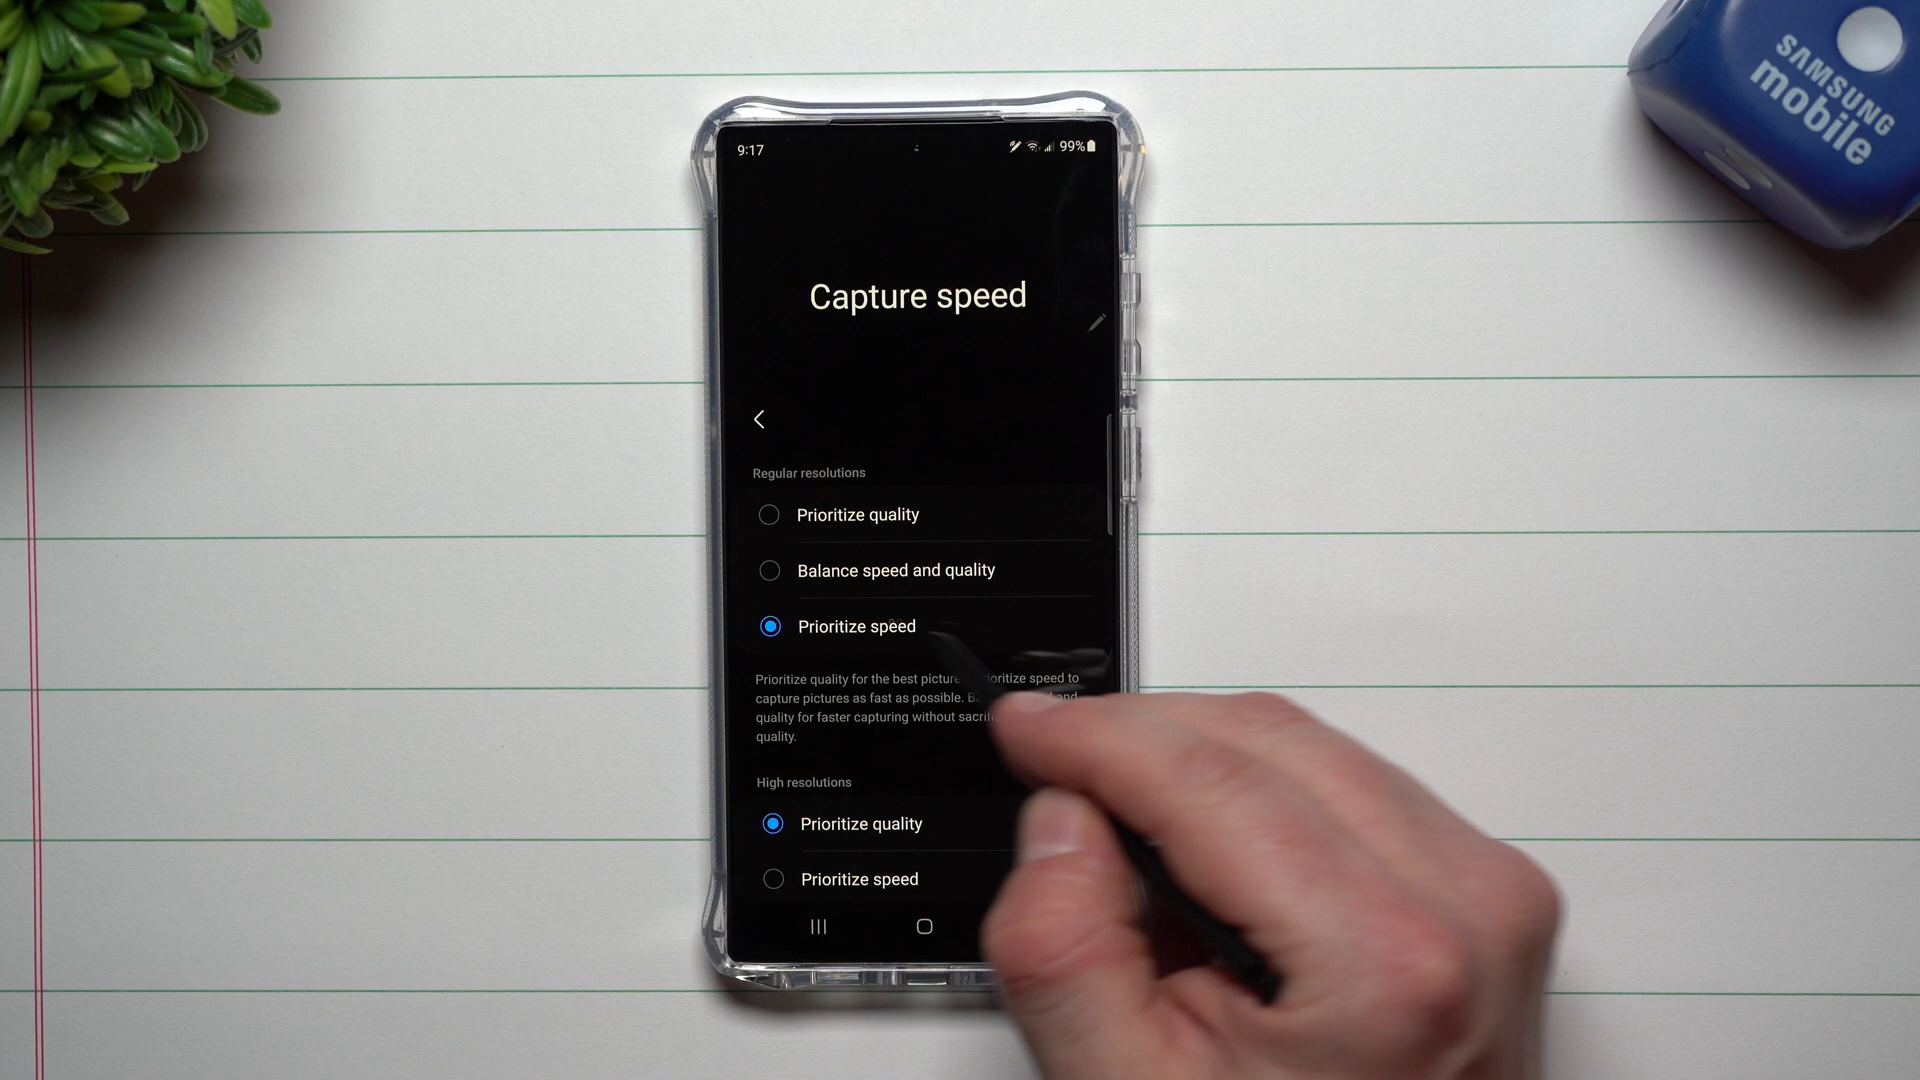 SAMSUNG
mobile
9:17
99%
Capture speed
Regular resolutions
Prioritize quality
Balance speed and quality
Prioritize speed
Prioritize quality for the best picture speed to
capture pictures as fast as possible. and
quality for faster capturing without
quality.
High resolutions
Prioritize quality
Prioritize speed